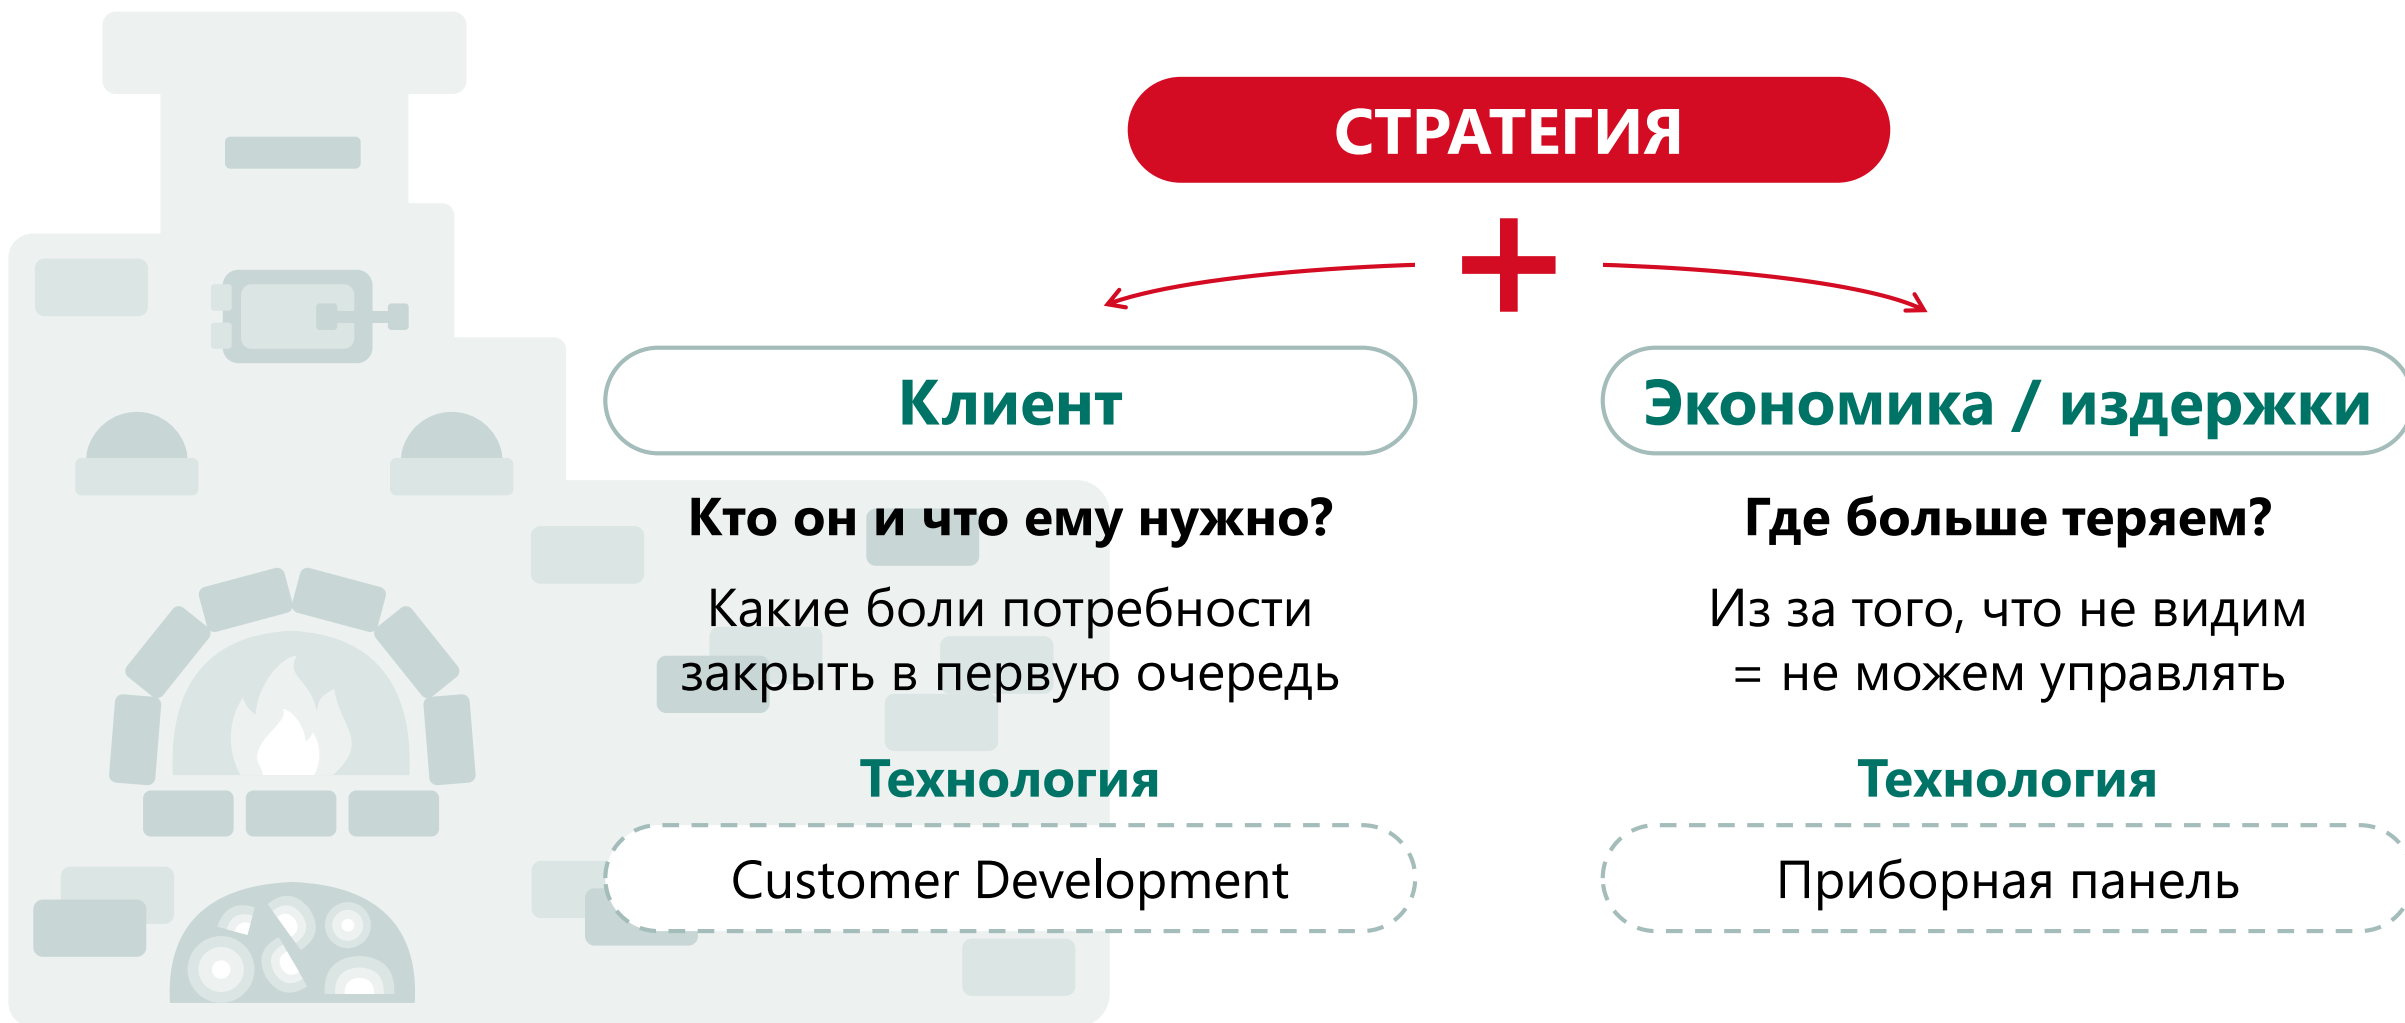 СТРАТЕГИЯ
+
Клиент
Кто он и что ему нужно?
Какие боли потребности
закрыть в первую очередь
Технология
Customer Development
Экономика / издержки
Где больше теряем?
Из за того, что не видим
= не можем управлять
Технология
Приборная панель